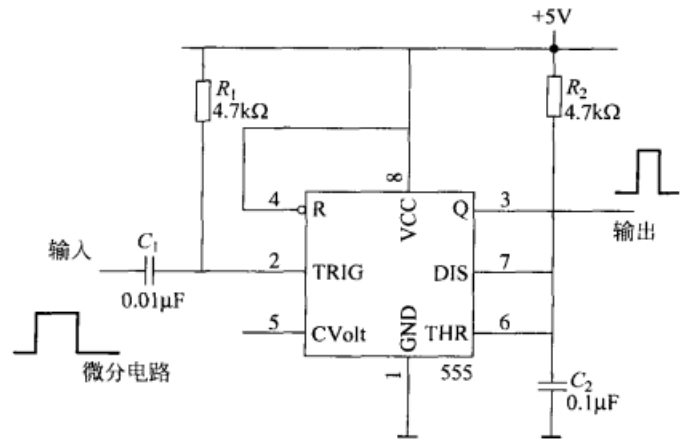 +5V
R1
4.7kΩ
R2
4.7kΩ
8
4
R
VCC
Q
3
输出
输入
C1
0.01μF
2
TRIG
DIS
7
5
CVolt
GND
THR
6
微分电路
1
555
C2
0.1μF